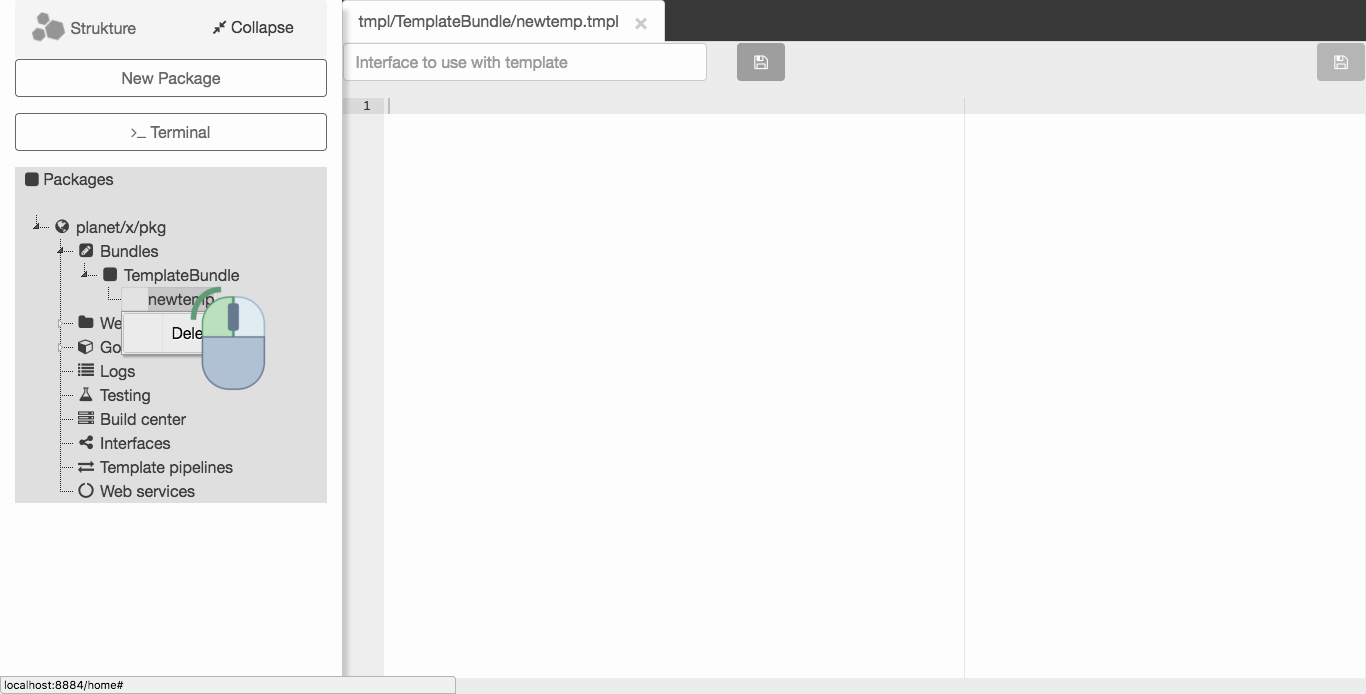 Strukture
Collapse
New Package
>_ Terminal
Packages
planet/x/pkg
Bundles
TemplateBundle
newtemp
We
Dele
Go
Logs
Testing
Build center
Interfaces
Template pipelines
Web services
tmpl/TemplateBundle/newtemp.tmpl
Interface to use with template
1
localhost:8884/home#